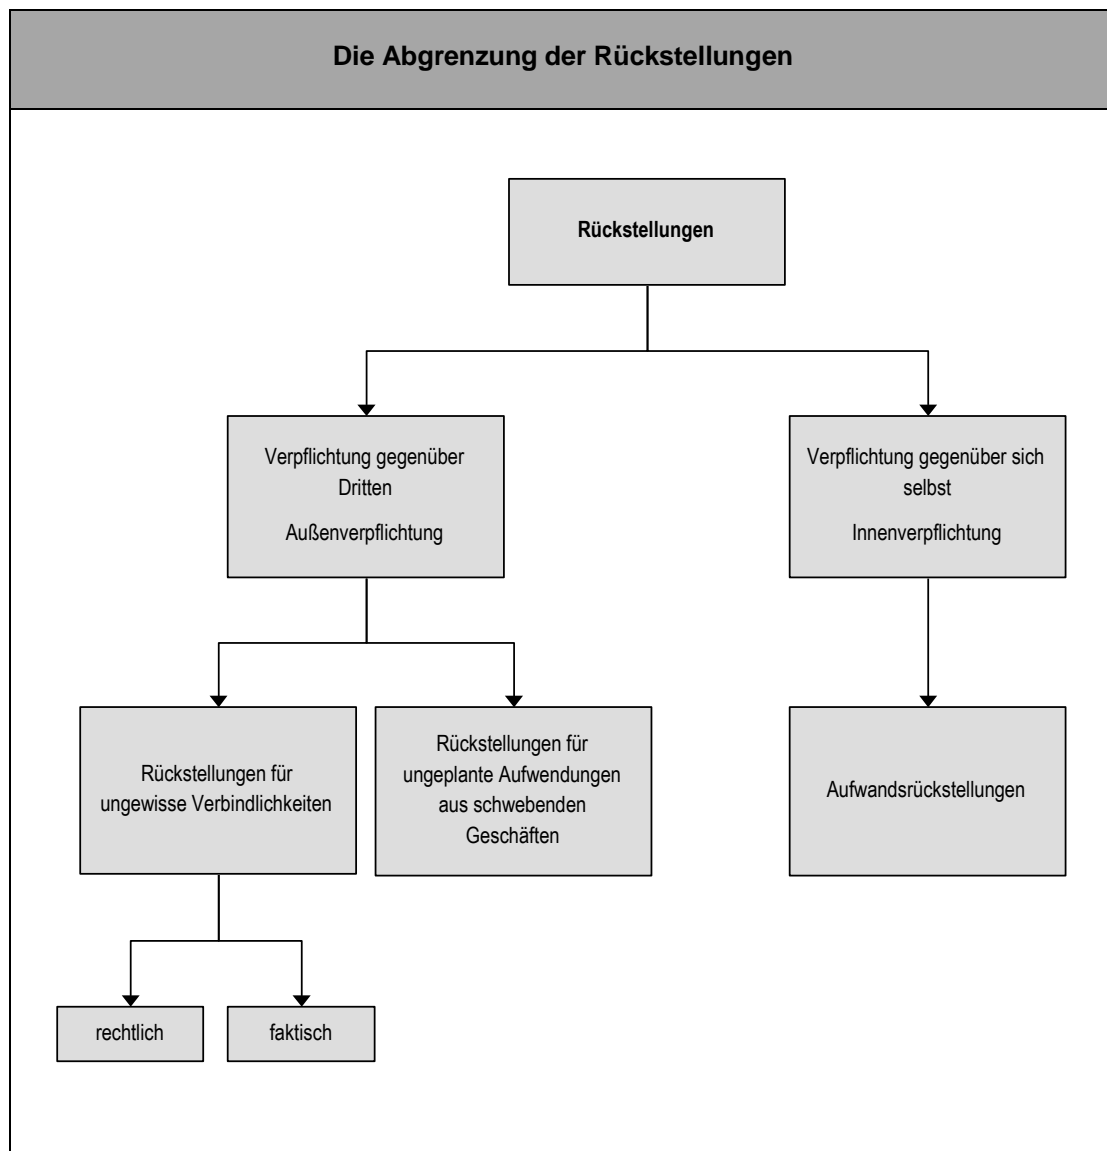 Die Abgrenzung der Rückstellungen
Rückstellungen
Verpflichtung gegenüber
Dritten
Außenverpflichtung
Verpflichtung gegenüber sich
selbst
Innenverpflichtung
Rückstellungen für
ungewisse Verbindlichkeiten
Rückstellungen für
ungeplante Aufwendungen
aus schwebenden
Geschäften
Aufwandsrückstellungen
rechtlich
faktisch